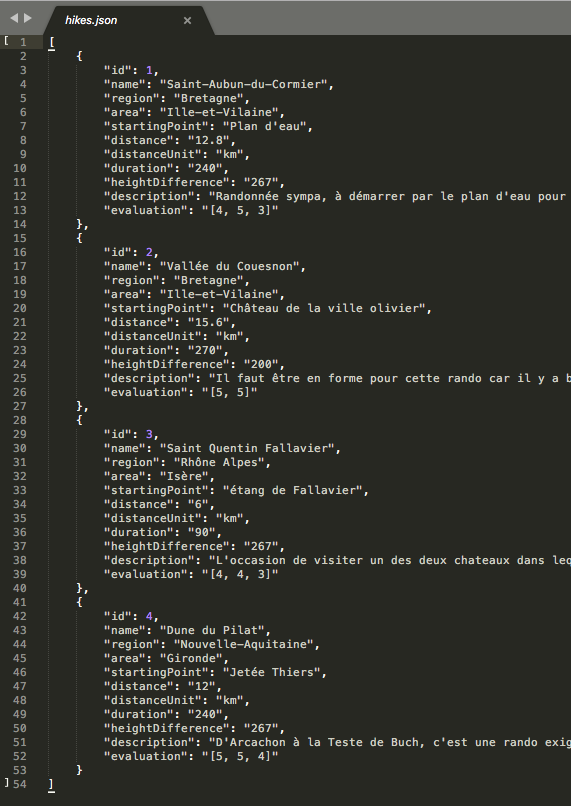 hikes.json ×
[ 1 [
2 {
3 "id": 1,
4 "name": "Saint-Aubun-du-Cormier",
5 "region": "Bretagne",
6 "area": "Ille-et-Vilaine",
7 "startingPoint": "Plan d'eau",
8 "distance": "12.8",
9 "distanceUnit": "km",
10 "duration": "240",
11 "heightDifference": "267",
12 "description": "Randonnée sympa, à démarrer par le plan d'eau pour
13 "evaluation": "[4, 5, 3]"
14 },
15 {
16 "id": 2,
17 "name": "Vallée du Couesnon",
18 "region": "Bretagne",
19 "area": "Ille-et-Vilaine",
20 "startingPoint": "Château de la ville olivier",
21 "distance": "15.6",
22 "distanceUnit": "km",
23 "duration": "270",
24 "heightDifference": "200",
25 "description": "Il faut être en forme pour cette rando car il y a b
26 "evaluation": "[5, 5]"
27 },
28 {
29 "id": 3,
30 "name": "Saint Quentin Fallavier",
31 "region": "Rhône Alpes",
32 "area": "Isère",
33 "startingPoint": "étang de Fallavier",
34 "distance": "6",
35 "distanceUnit": "km",
36 "duration": "90",
37 "heightDifference": "267",
38 "description": "L'occasion de visiter un des deux chateaux dans leq
39 "evaluation": "[4, 4, 3]"
40 },
41 {
42 "id": 4,
43 "name": "Dune du Pilat",
44 "region": "Nouvelle-Aquitaine",
45 "area": "Gironde",
46 "startingPoint": "Jetée Thiers",
47 "distance": "12",
48 "distanceUnit": "km",
49 "duration": "240",
50 "heightDifference": "267",
51 "description": "D'Arcachon à la Teste de Buch, c'est une rando exig
52 "evaluation": "[5, 5, 4]"
53 }
] 54 ]